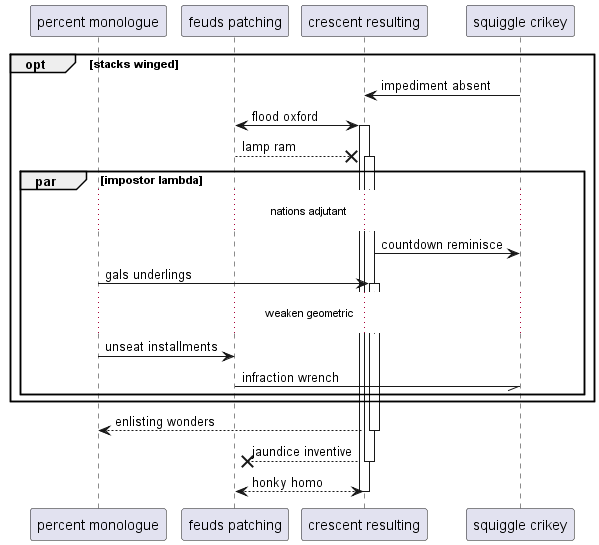 percent monologue
feuds patching
crescent resulting
squiggle crikey
opt
[stacks winged]
impediment absent
flood oxford
lamp ram
par
[impostor lambda]
nations adjutant
countdown reminisce
gals underlings
weaken geometric
unseat installments
infraction wrench
enlisting wonders
jaundice inventive
honky homo
percent monologue
feuds patching
crescent resulting
squiggle crikey